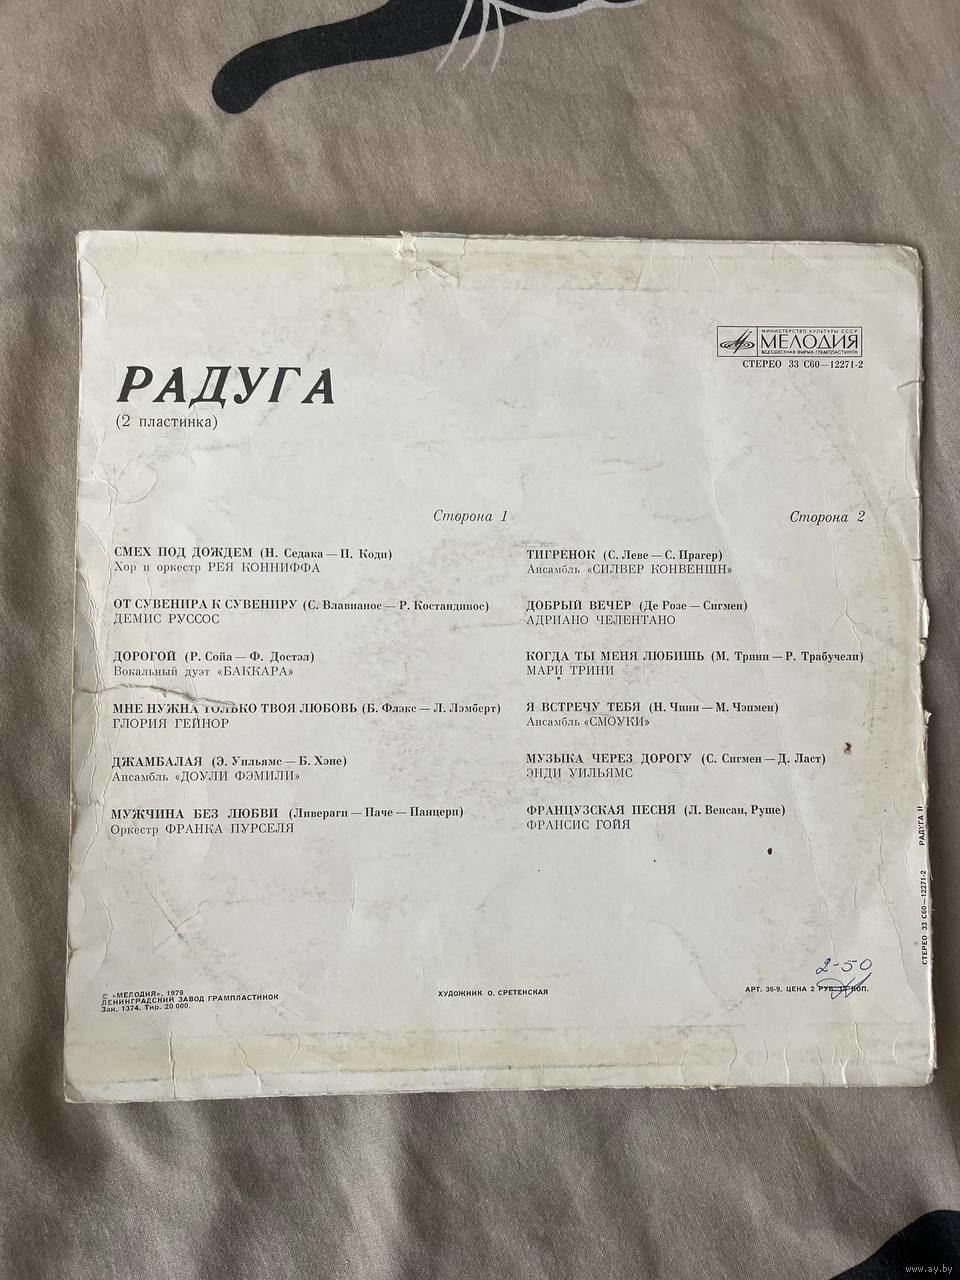 МИНИСТЕРСТВО КУЛЬТУРЫ СССР
МЕЛОДИЯ
ВСЕСОЮЗНАЯ ФИРМА ГРАМПЛАСТИНОК
СТЕРЕО 33 С60—12271-2
РАДУГА
(2 пластинка)
Сторона 1
СМЕХ ПОД ДОЖДЕМ (Н. Седака — П. Коди)
Хор и оркестр РЕЯ КОННИФФА
ОТ СУВЕНИРА К СУВЕНИРУ (С. Влавианос — Р. Костандинос)
ДЕМИС РУССОС
ДОРОГОЙ (Р. Сойа — Ф. Достэл)
Вокальный дуэт «БАККАРА»
МНЕ НУЖНА ТОЛЬКО ТВОЯ ЛЮБОВЬ (Б. Флэкс — Л. Лэмберт)
ГЛОРИЯ ГЕЙНОР
ДЖАМБАЛАЯ (Э. Уильямс — Б. Хэне)
Ансамбль «ДОУЛИ ФЭМИЛИ»
МУЖЧИНА БЕЗ ЛЮБВИ (Ливераги — Паче — Панцери)
Оркестр ФРАНКА ПУРСЕЛЯ
Сторона 2
ТИГРЕНОК (С. Леве — С. Прагер)
Ансамбль «СИЛВЕР КОНВЕНШН»
ДОБРЫЙ ВЕЧЕР (Де Розе — Сигмен)
АДРИАНО ЧЕЛЕНТАНО
КОГДА ТЫ МЕНЯ ЛЮБИШЬ (М. Трини — Р. Трабучели)
МАРИ ТРИНИ
Я ВСТРЕЧУ ТЕБЯ (Н. Чини — М. Чэпмен)
Ансамбль «СМОУКИ»
МУЗЫКА ЧЕРЕЗ ДОРОГУ (С. Сигмен — Д. Ласт)
ЭНДИ УИЛЬЯМС
ФРАНЦУЗСКАЯ ПЕСНЯ (Л. Венсан, Руше)
ФРАНСИС ГОЙЯ
СТЕРЕО 33 С60—12271-2 РАДУГА II
2-50
© «МЕЛОДИЯ», 1979
ЛЕНИНГРАДСКИЙ ЗАВОД ГРАМПЛАСТИНОК
Зак. 1374. Тир. 20 000.
ХУДОЖНИК О. СРЕТЕНСКАЯ
АРТ. 36-9. ЦЕНА 2 РУБ. 15 КОП.
www.ay.by